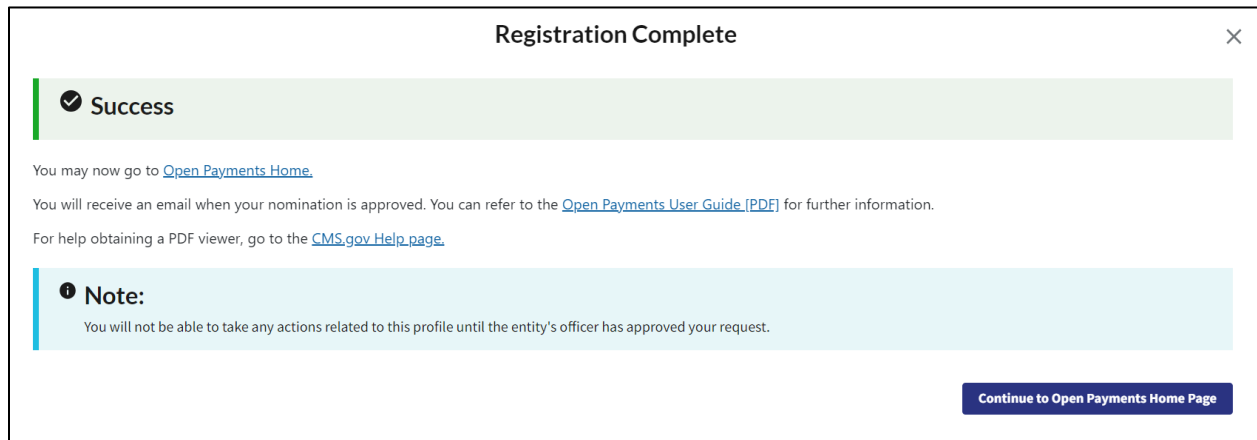 Registration Complete
Success
You may now go to Open Payments Home.
You will receive an email when your nomination is approved. You can refer to the Open Payments User Guide [PDF] for further information.
For help obtaining a PDF viewer, go to the CMS.gov Help page.
Note:
You will not be able to take any actions related to this profile until the entity's officer has approved your request.
Continue to Open Payments Home Page